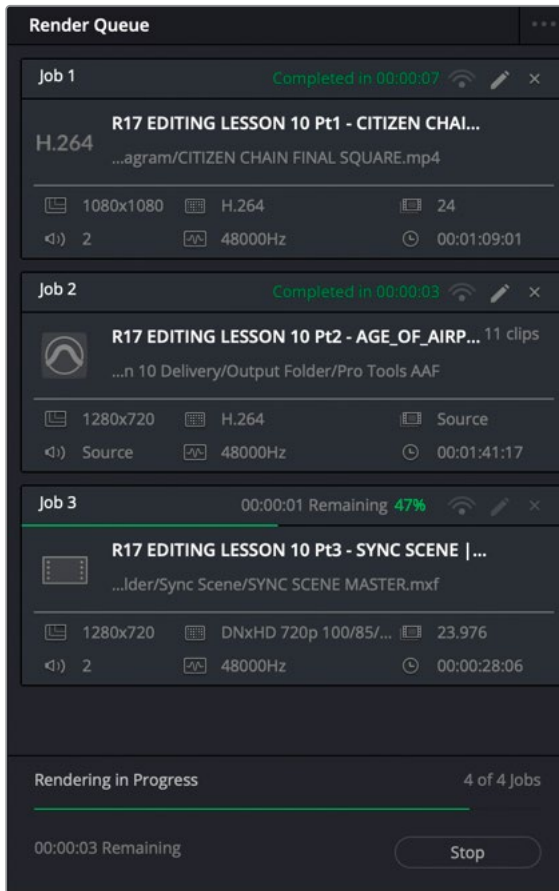 Render Queue
Job 1 Completed in 00:00:07
R17 EDITING LESSON 10 Pt1 - CITIZEN CHAI...
H.264
...agram/CITIZEN CHAIN FINAL SQUARE.mp4
1080x1080 H.264 24
2 48000Hz 00:01:09:01
Job 2 Completed in 00:00:03
R17 EDITING LESSON 10 Pt2 - AGE_OF_AIRP... 11 clips
...n 10 Delivery/Output Folder/Pro Tools AAF
1280x720 H.264 Source
Source 48000Hz 00:01:41:17
Job 3 00:00:01 Remaining 47%
R17 EDITING LESSON 10 Pt3 - SYNC SCENE |...
...lder/Sync Scene/SYNC SCENE MASTER.mxf
1280x720 DNxHD 720p 100/85/... 23.976
2 48000Hz 00:00:28:06
Rendering in Progress 4 of 4 Jobs
00:00:03 Remaining Stop